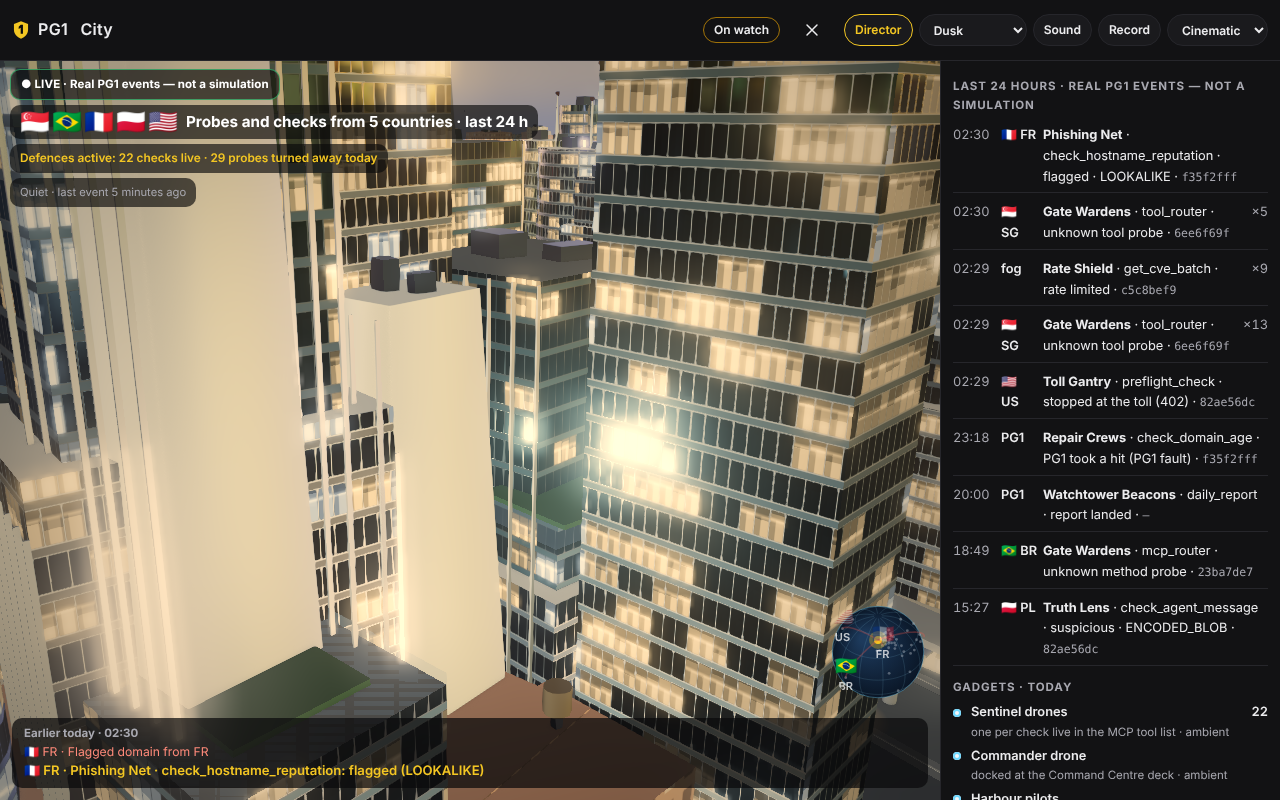 PG1 City
On watch
Director
Dusk
Sound
Record
Cinematic
LIVE · Real PG1 events — not a simulation
Probes and checks from 5 countries · last 24 h
Defences active: 22 checks live · 29 probes turned away today
Quiet · last event 5 minutes ago
US
FR
BR
Earlier today · 02:30
FR · Flagged domain from FR
FR · Phishing Net · check_hostname_reputation: flagged (LOOKALIKE)
LAST 24 HOURS · REAL PG1 EVENTS — NOT A
SIMULATION
02:30 FR Phishing Net ·
check_hostname_reputation ·
flagged · LOOKALIKE · f35f2fff
02:30 SG Gate Wardens · tool_router · ×5
unknown tool probe · 6ee6f69f
02:29 fog Rate Shield · get_cve_batch · ×9
rate limited · c5c8bef9
02:29 SG Gate Wardens · tool_router · ×13
unknown tool probe · 6ee6f69f
02:29 US Toll Gantry · preflight_check ·
stopped at the toll (402) · 82ae56dc
23:18 PG1 Repair Crews · check_domain_age ·
PG1 took a hit (PG1 fault) · f35f2fff
20:00 PG1 Watchtower Beacons · daily_report
· report landed · —
18:49 BR Gate Wardens · mcp_router ·
unknown method probe · 23ba7de7
15:27 PL Truth Lens · check_agent_message
· suspicious · ENCODED_BLOB ·
82ae56dc
GADGETS · TODAY
Sentinel drones 22
one per check live in the MCP tool list · ambient
Commander drone
docked at the Command Centre deck · ambient
Harbour pilots